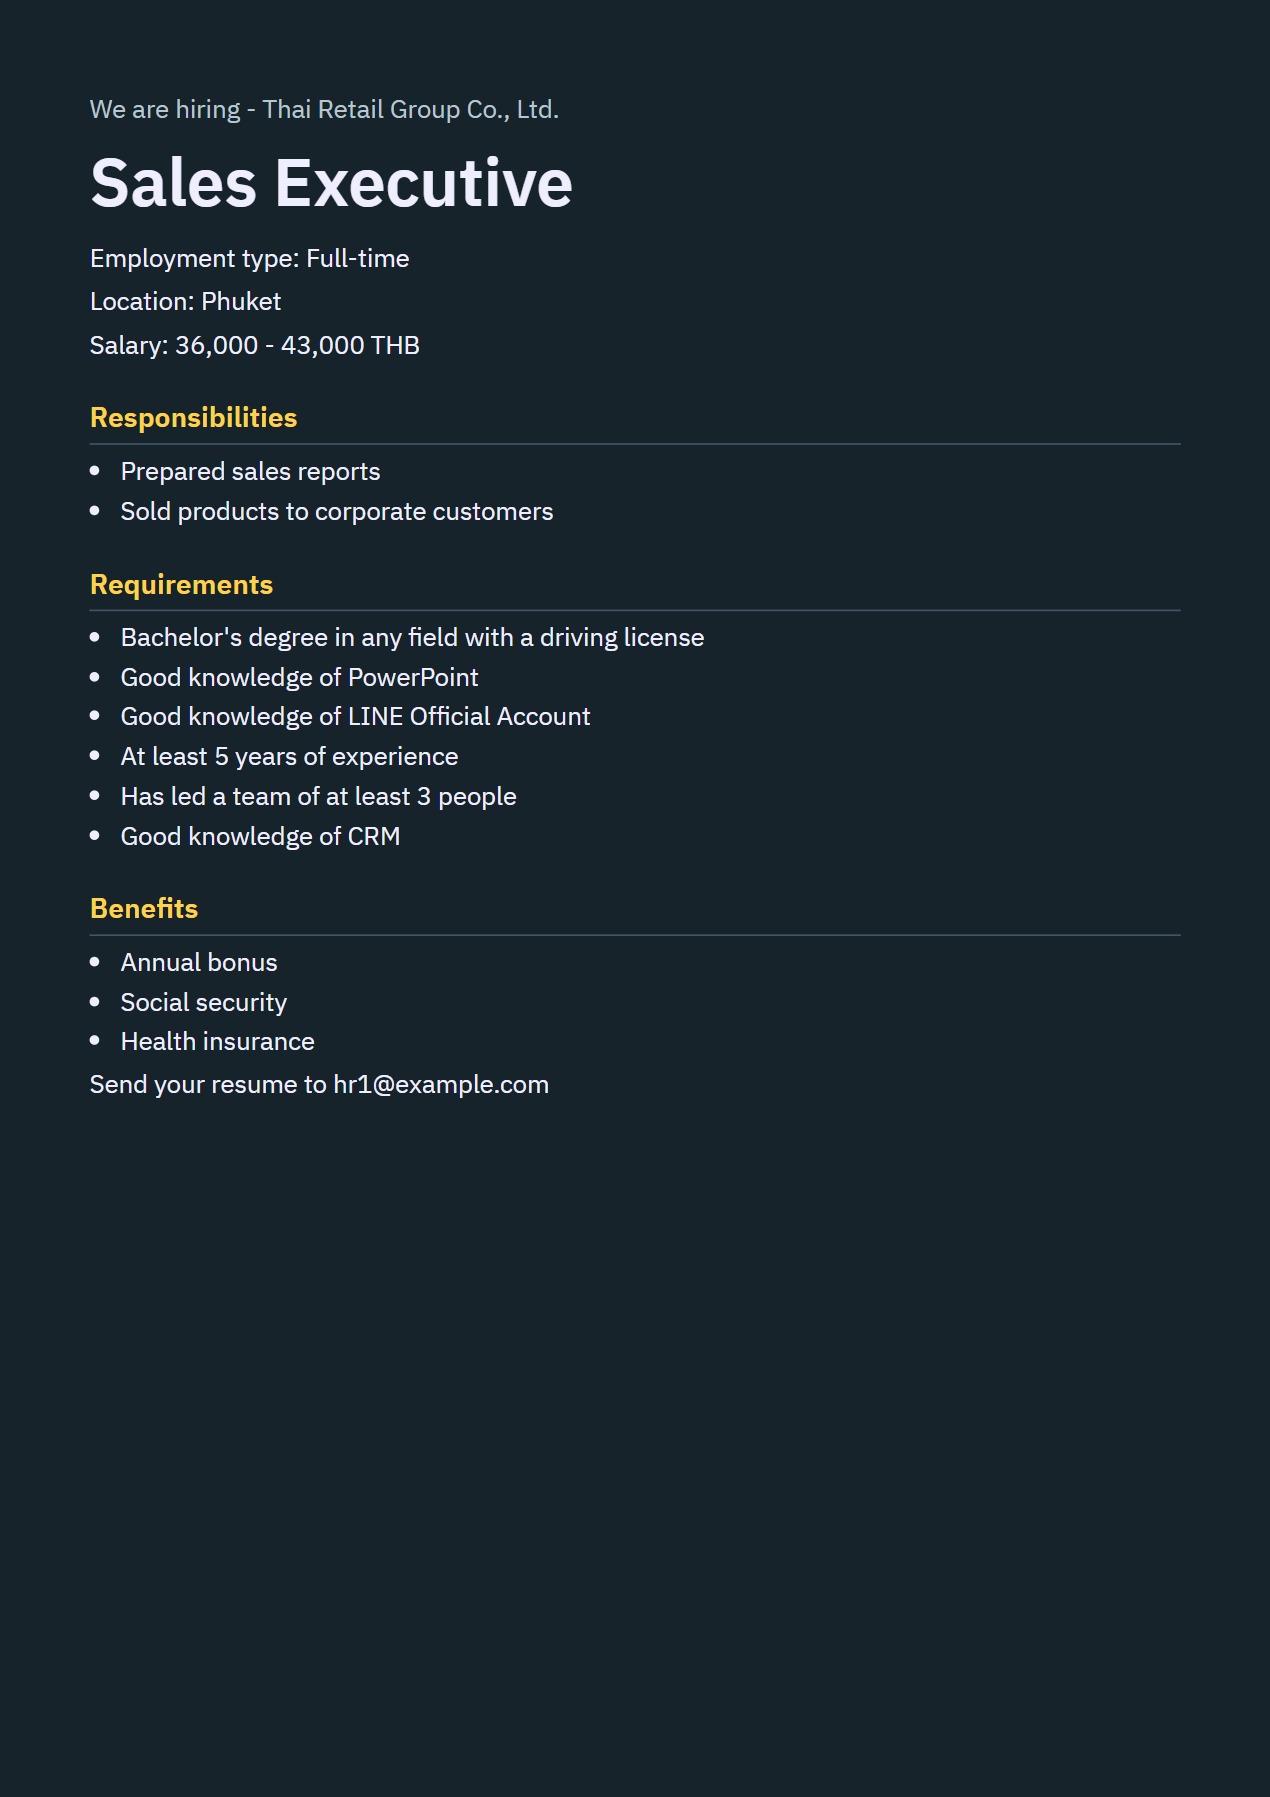 We are hiring - Thai Retail Group Co., Ltd.
Sales Executive
Employment type: Full-time
Location: Phuket
Salary: 36,000 - 43,000 THB
Responsibilities
• Prepared sales reports
• Sold products to corporate customers
Requirements
• Bachelor's degree in any field with a driving license
• Good knowledge of PowerPoint
• Good knowledge of LINE Official Account
• At least 5 years of experience
• Has led a team of at least 3 people
• Good knowledge of CRM
Benefits
• Annual bonus
• Social security
• Health insurance
Send your resume to hr1@example.com